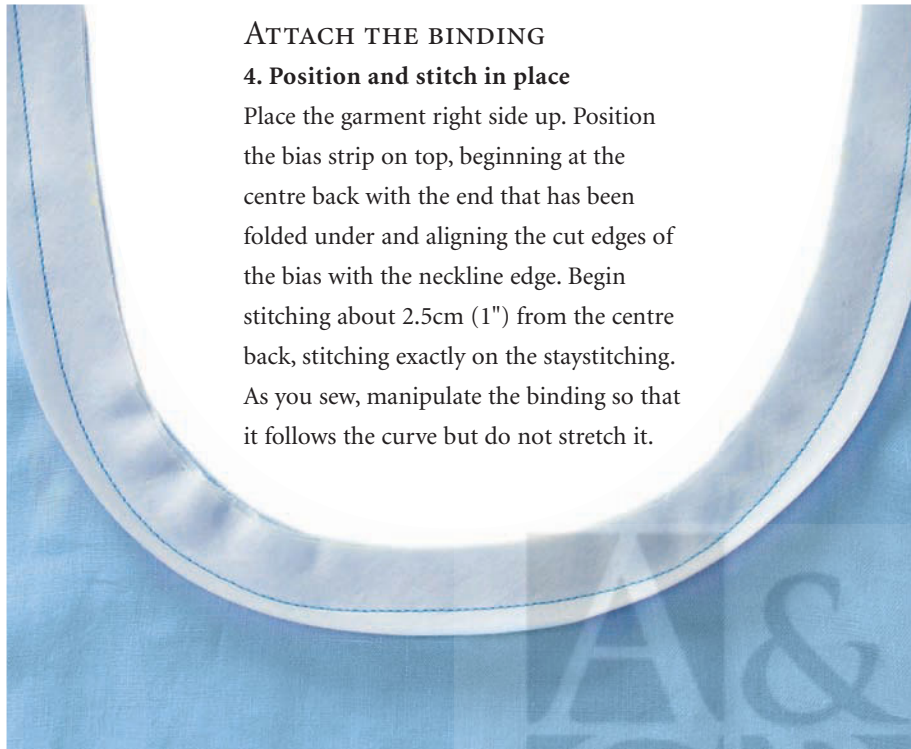 ATTACH THE BINDING
4. Position and stitch in place
Place the garment right side up. Position
the bias strip on top, beginning at the
centre back with the end that has been
folded under and aligning the cut edges of
the bias with the neckline edge. Begin
stitching about 2.5cm (1") from the centre
back, stitching exactly on the staystitching.
As you sew, manipulate the binding so that
it follows the curve but do not stretch it.
A&